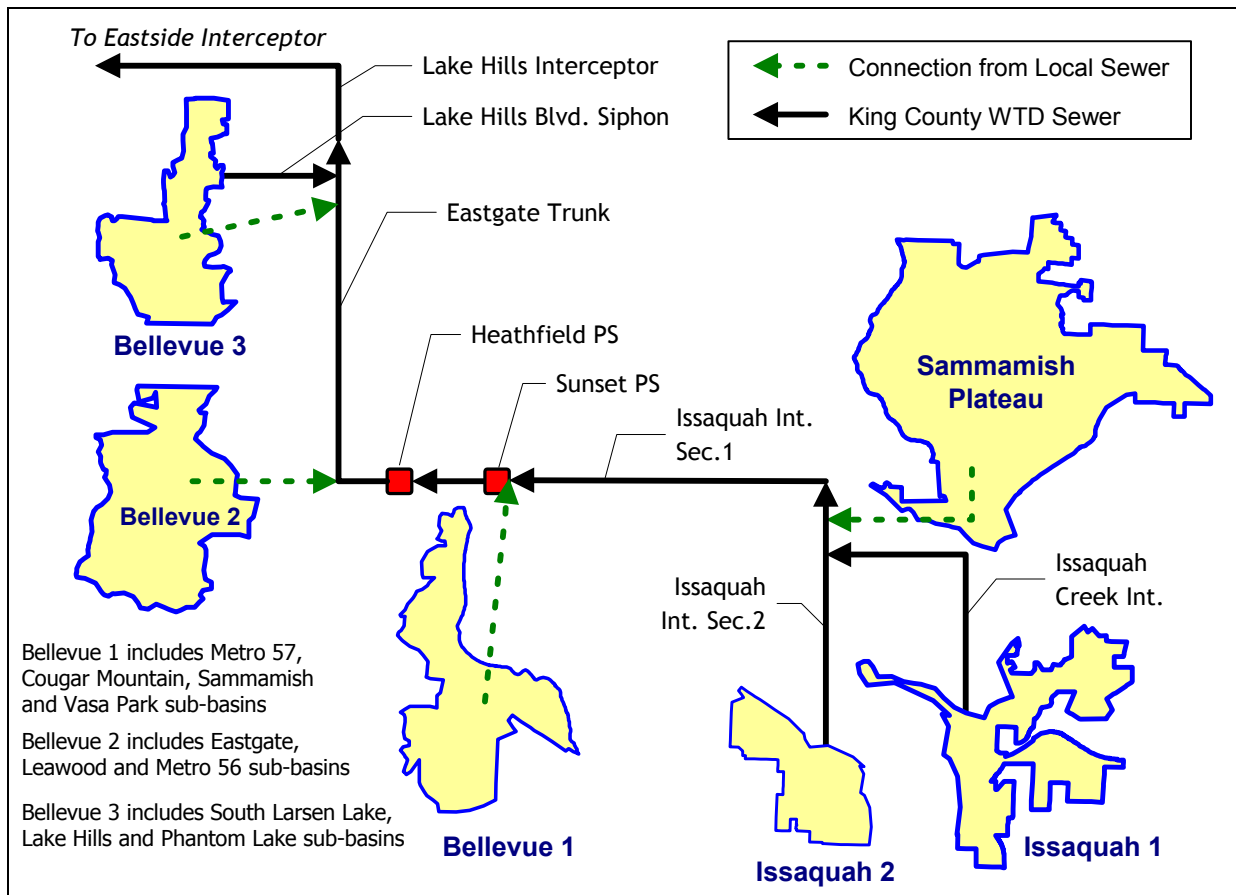 To Eastside Interceptor
Lake Hills Interceptor
Lake Hills Blvd. Siphon
Connection from Local Sewer
King County WTD Sewer
Eastgate Trunk
Bellevue 3
Heathfield PS
Sunset PS
Sammamish
Plateau
Issaquah Int.
Sec.1
Bellevue 2
Issaquah
Int. Sec.2
Issaquah
Creek Int.
Bellevue 1 includes Metro 57,
Cougar Mountain, Sammamish
and Vasa Park sub-basins
Bellevue 2 includes Eastgate,
Leawood and Metro 56 sub-basins
Bellevue 3 includes South Larsen Lake,
Lake Hills and Phantom Lake sub-basins
Bellevue 1
Issaquah 2
Issaquah 1